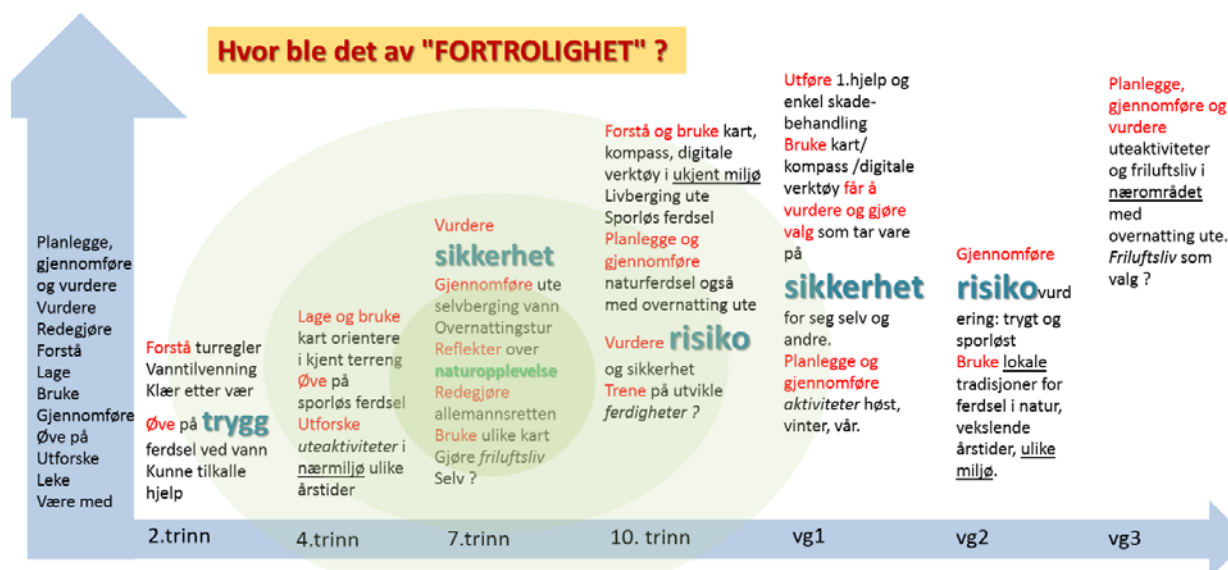 Hvor ble det av "FORTROLIGHET" ?
Planlegge,
gjennomføre
og vurdere
Vurdere
Redegjøre
Forstå
Lage
Bruke
Gjennomføre
Øve på
Utforske
Leke
Være med
Forstå turregler
Vanntilvenning
Klær etter vær
Øve på trygg
ferdsel ved vann
Kunne tilkalle
hjelp
Lage og bruke
kart orientere
i kjent terreng
Øve på
sporløs ferdsel
Utforske
uteaktiviteter i
nærmiljø ulike
årstider
Vurdere
sikkerhet
Gjennomføre ute
selvberging vann
Overnattingstur
Reflekter over
naturopplevelse
Redegjøre
allemannsretten
Bruke ulike kart
Gjøre friluftsliv
Selv ?
Forstå og bruke kart,
kompass, digitale
verktøy i ukjent miljø
Livberging ute
Sporløs ferdsel
Planlegge og
gjennomføre
naturferdsel også
med overnatting ute
Vurdere risiko
og sikkerhet
Trene på utvikle
ferdigheter ?
Utføre 1.hjelp og
enkel skade-
behandling
Bruke kart/
kompass /digitale
verktøy får å
vurdere og gjøre
valg som tar vare
på
sikkerhet
for seg selv og
andre.
Planlegge og
gjennomføre
aktiviteter høst,
vinter, vår.
Gjennomføre
risikovurd
ering: trygt og
sporløst
Bruke lokale
tradisjoner for
ferdsel i natur,
vekslende
årstider, ulike
miljø.
Planlegge,
gjennomføre og
vurdere
uteaktiviteter
og friluftsliv i
nærområdet
med
overnatting ute.
Friluftsliv som
valg ?
2.trinn
4.trinn
7.trinn
10. trinn
vg1
vg2
vg3